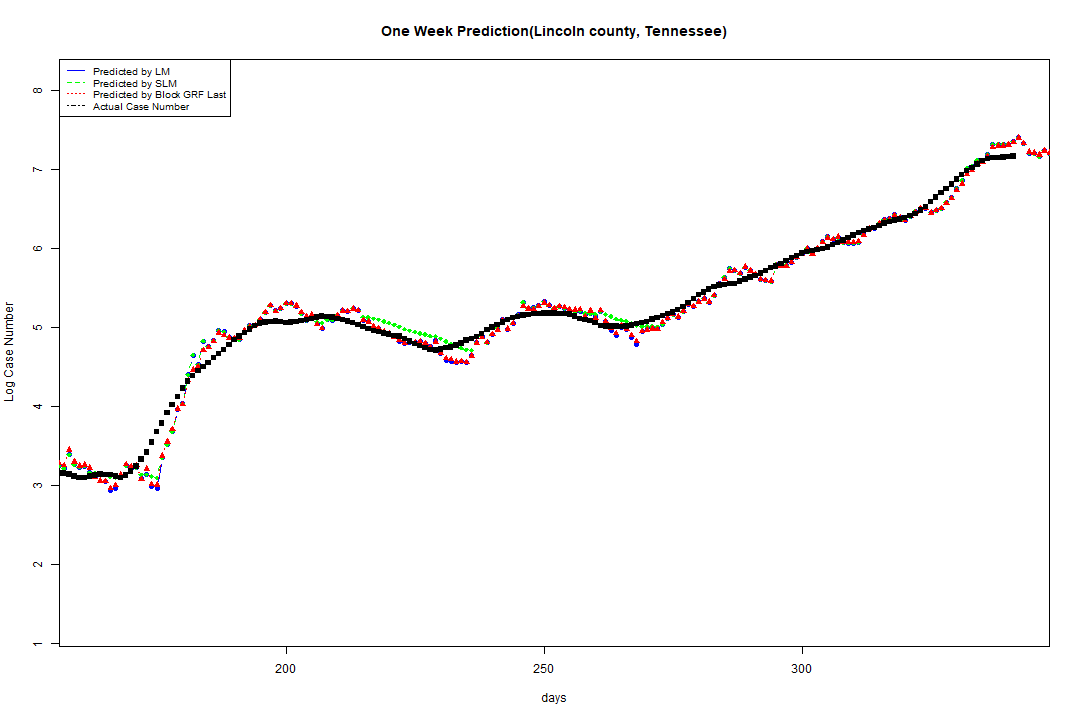 One Week Prediction(Lincoln county, Tennessee)
Predicted by LM
Predicted by SLM
Predicted by Block GRF Last
Actual Case Number
8
7
6
5
4
3
2
1
Log Case Number
200 250 300
days